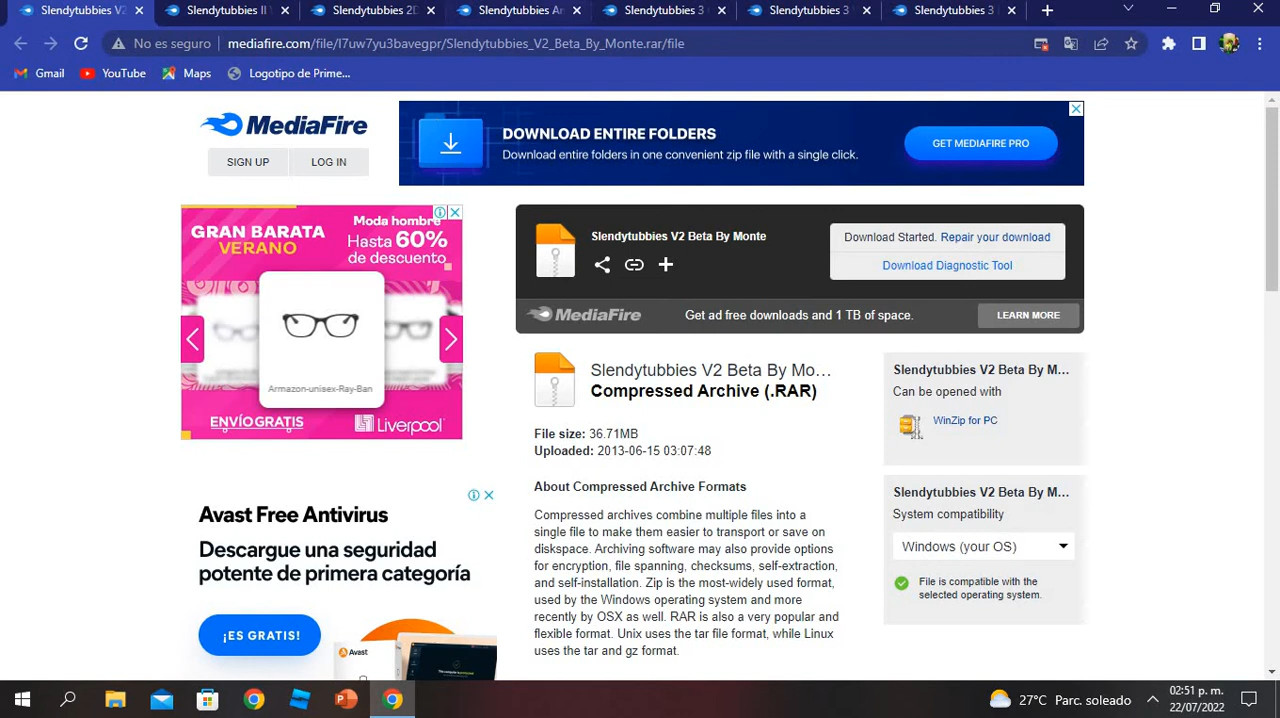 Slendytubbies V2
Slendytubbies II V
Slendytubbies 2D
Slendytubbies An
Slendytubbies 3
Slendytubbies 3
Slendytubbies 3
No es seguro
mediafire.com/file/l7uw7yu3bavegpr/Slendytubbies_V2_Beta_By_Monte.rar/file
Gmail
YouTube
Maps
Logotipo de Prime...
MediaFire
SIGN UP
LOG IN
DOWNLOAD ENTIRE FOLDERS
Download entire folders in one convenient zip file with a single click.
GET MEDIAFIRE PRO
GRAN BARATA
VERANO
Moda hombre
Hasta 60%
de descuento
Armazon-unisex-Ray-Ban
ENVÍO GRATIS
Liverpool
Slendytubbies V2 Beta By Monte
Download Started. Repair your download
Download Diagnostic Tool
MediaFire
Get ad free downloads and 1 TB of space.
LEARN MORE
Slendytubbies V2 Beta By Mo...
Compressed Archive (.RAR)
File size: 36.71MB
Uploaded: 2013-06-15 03:07:48
About Compressed Archive Formats
Compressed archives combine multiple files into a
single file to make them easier to transport or save on
diskspace. Archiving software may also provide options
for encryption, file spanning, checksums, self-extraction,
and self-installation. Zip is the most-widely used format,
used by the Windows operating system and more
recently by OSX as well. RAR is also a very popular and
flexible format. Unix uses the tar file format, while Linux
uses the tar and gz format.
Slendytubbies V2 Beta By M...
Can be opened with
WinZip for PC
Slendytubbies V2 Beta By M...
System compatibility
Windows (your OS)
File is compatible with the
selected operating system.
Avast Free Antivirus
Descargue una seguridad
potente de primera categoría
¡ES GRATIS!
Avast
27°C Parc. soleado
02:51 p. m.
22/07/2022